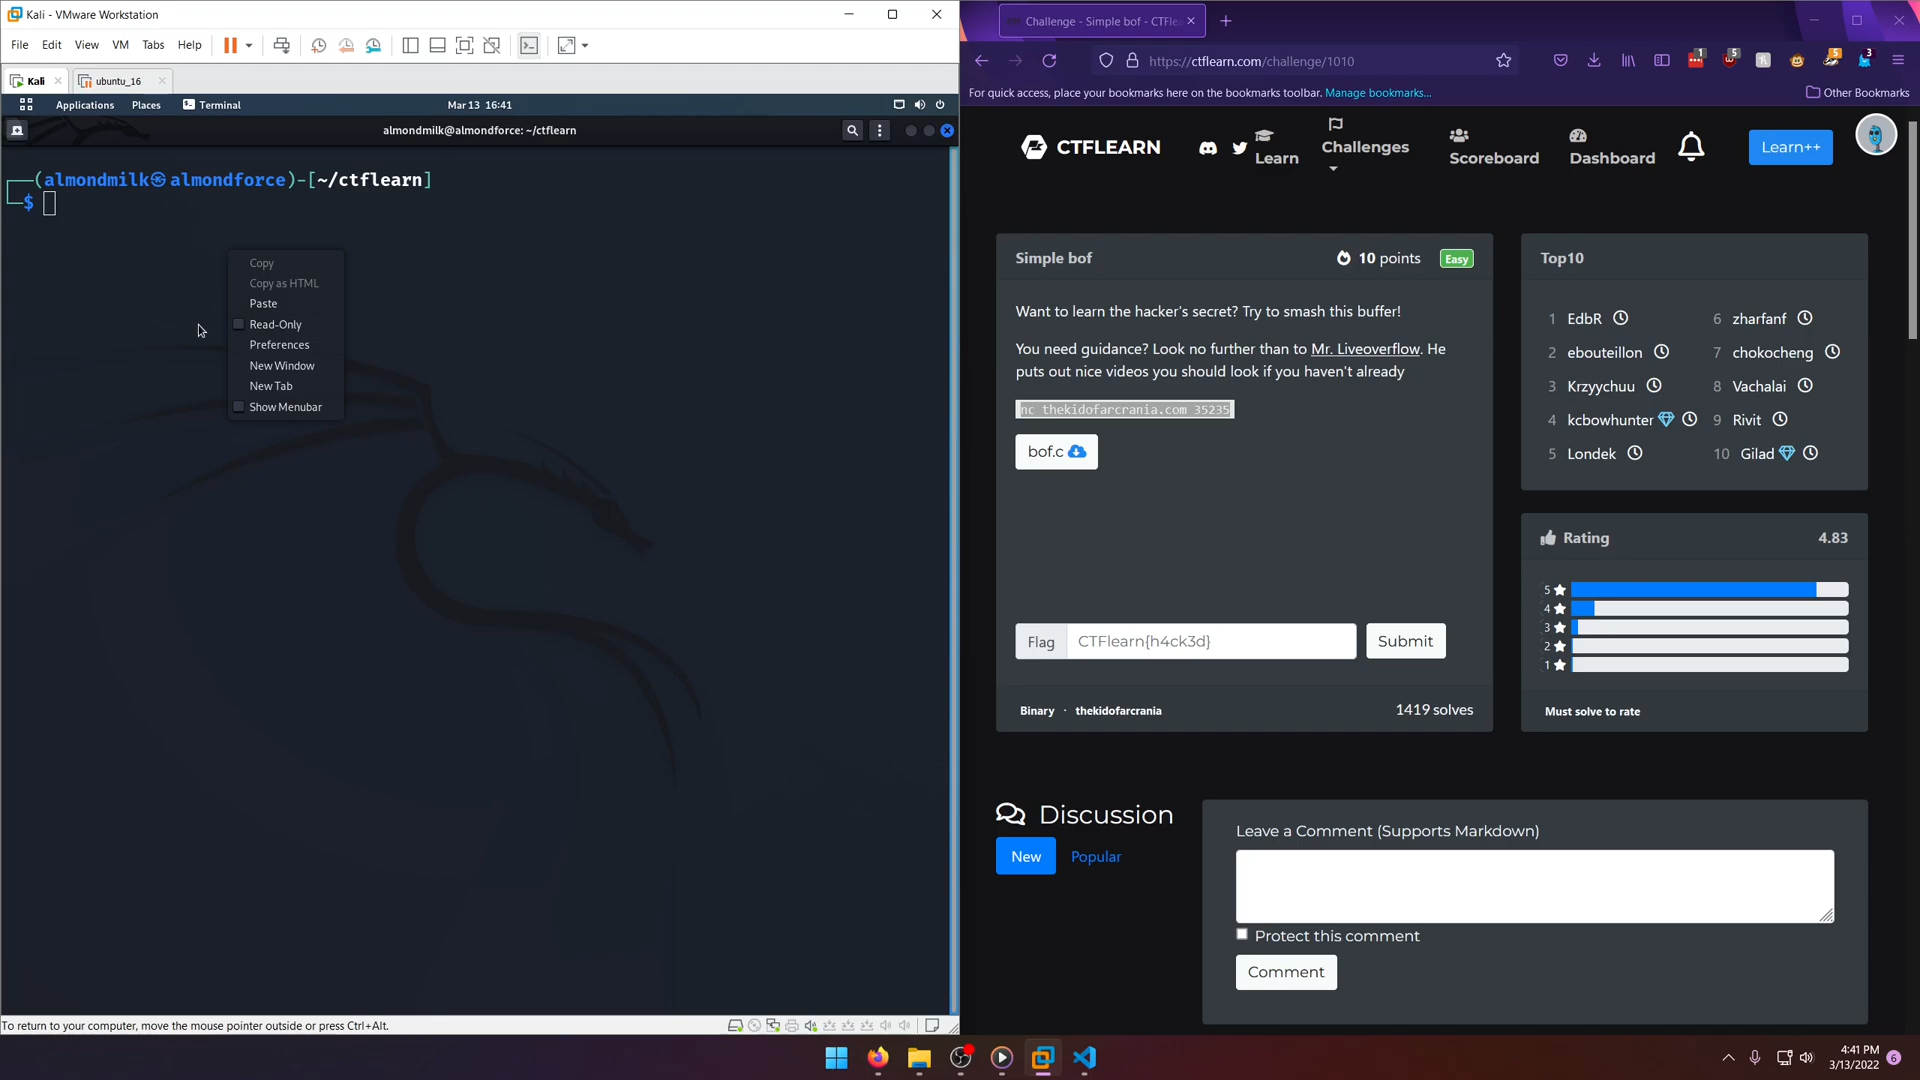 Kali - VMware Workstation
File Edit View VM Tabs Help
Kali ubuntu_16
Applications Places Terminal Mar 13 16:41
almondmilk@almondforce: ~/ctflearn
(almondmilk㉿almondforce)-[~/ctflearn]
$
Copy
Copy as HTML
Paste
Read-Only
Preferences
New Window
New Tab
Show Menubar
To return to your computer, move the mouse pointer outside or press Ctrl+Alt.
Challenge - Simple bof - CTFle
https://ctflearn.com/challenge/1010
1 5 5 3
For quick access, place your bookmarks here on the bookmarks toolbar. Manage bookmarks...
Other Bookmarks
CTFLEARN
Learn
Challenges
Scoreboard
Dashboard
Learn++
Simple bof 10 points Easy
Want to learn the hacker's secret? Try to smash this buffer!
You need guidance? Look no further than to Mr. Liveoverflow. He
puts out nice videos you should look if you haven't already
nc thekidofarcrania.com 35235
bof.c
Flag CTFlearn{h4ck3d} Submit
Binary · thekidofarcrania 1419 solves
Top10
1 EdbR 6 zharfanf
2 ebouteillon 7 chokocheng
3 Krzyychuu 8 Vachalai
4 kcbowhunter 9 Rivit
5 Londek 10 Gilad
Rating 4.83
5
4
3
2
1
Must solve to rate
Discussion
New Popular
Leave a Comment (Supports Markdown)
Protect this comment
Comment
4:41 PM
3/13/2022
6